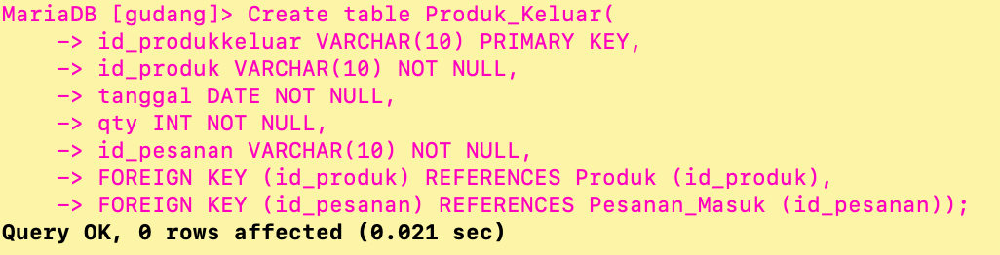 MariaDB [gudang]> Create table Produk_Keluar(
    -> id_produkkeluar VARCHAR(10) PRIMARY KEY,
    -> id_produk VARCHAR(10) NOT NULL,
    -> tanggal DATE NOT NULL,
    -> qty INT NOT NULL,
    -> id_pesanan VARCHAR(10) NOT NULL,
    -> FOREIGN KEY (id_produk) REFERENCES Produk (id_produk),
    -> FOREIGN KEY (id_pesanan) REFERENCES Pesanan_Masuk (id_pesanan));
Query OK, 0 rows affected (0.021 sec)